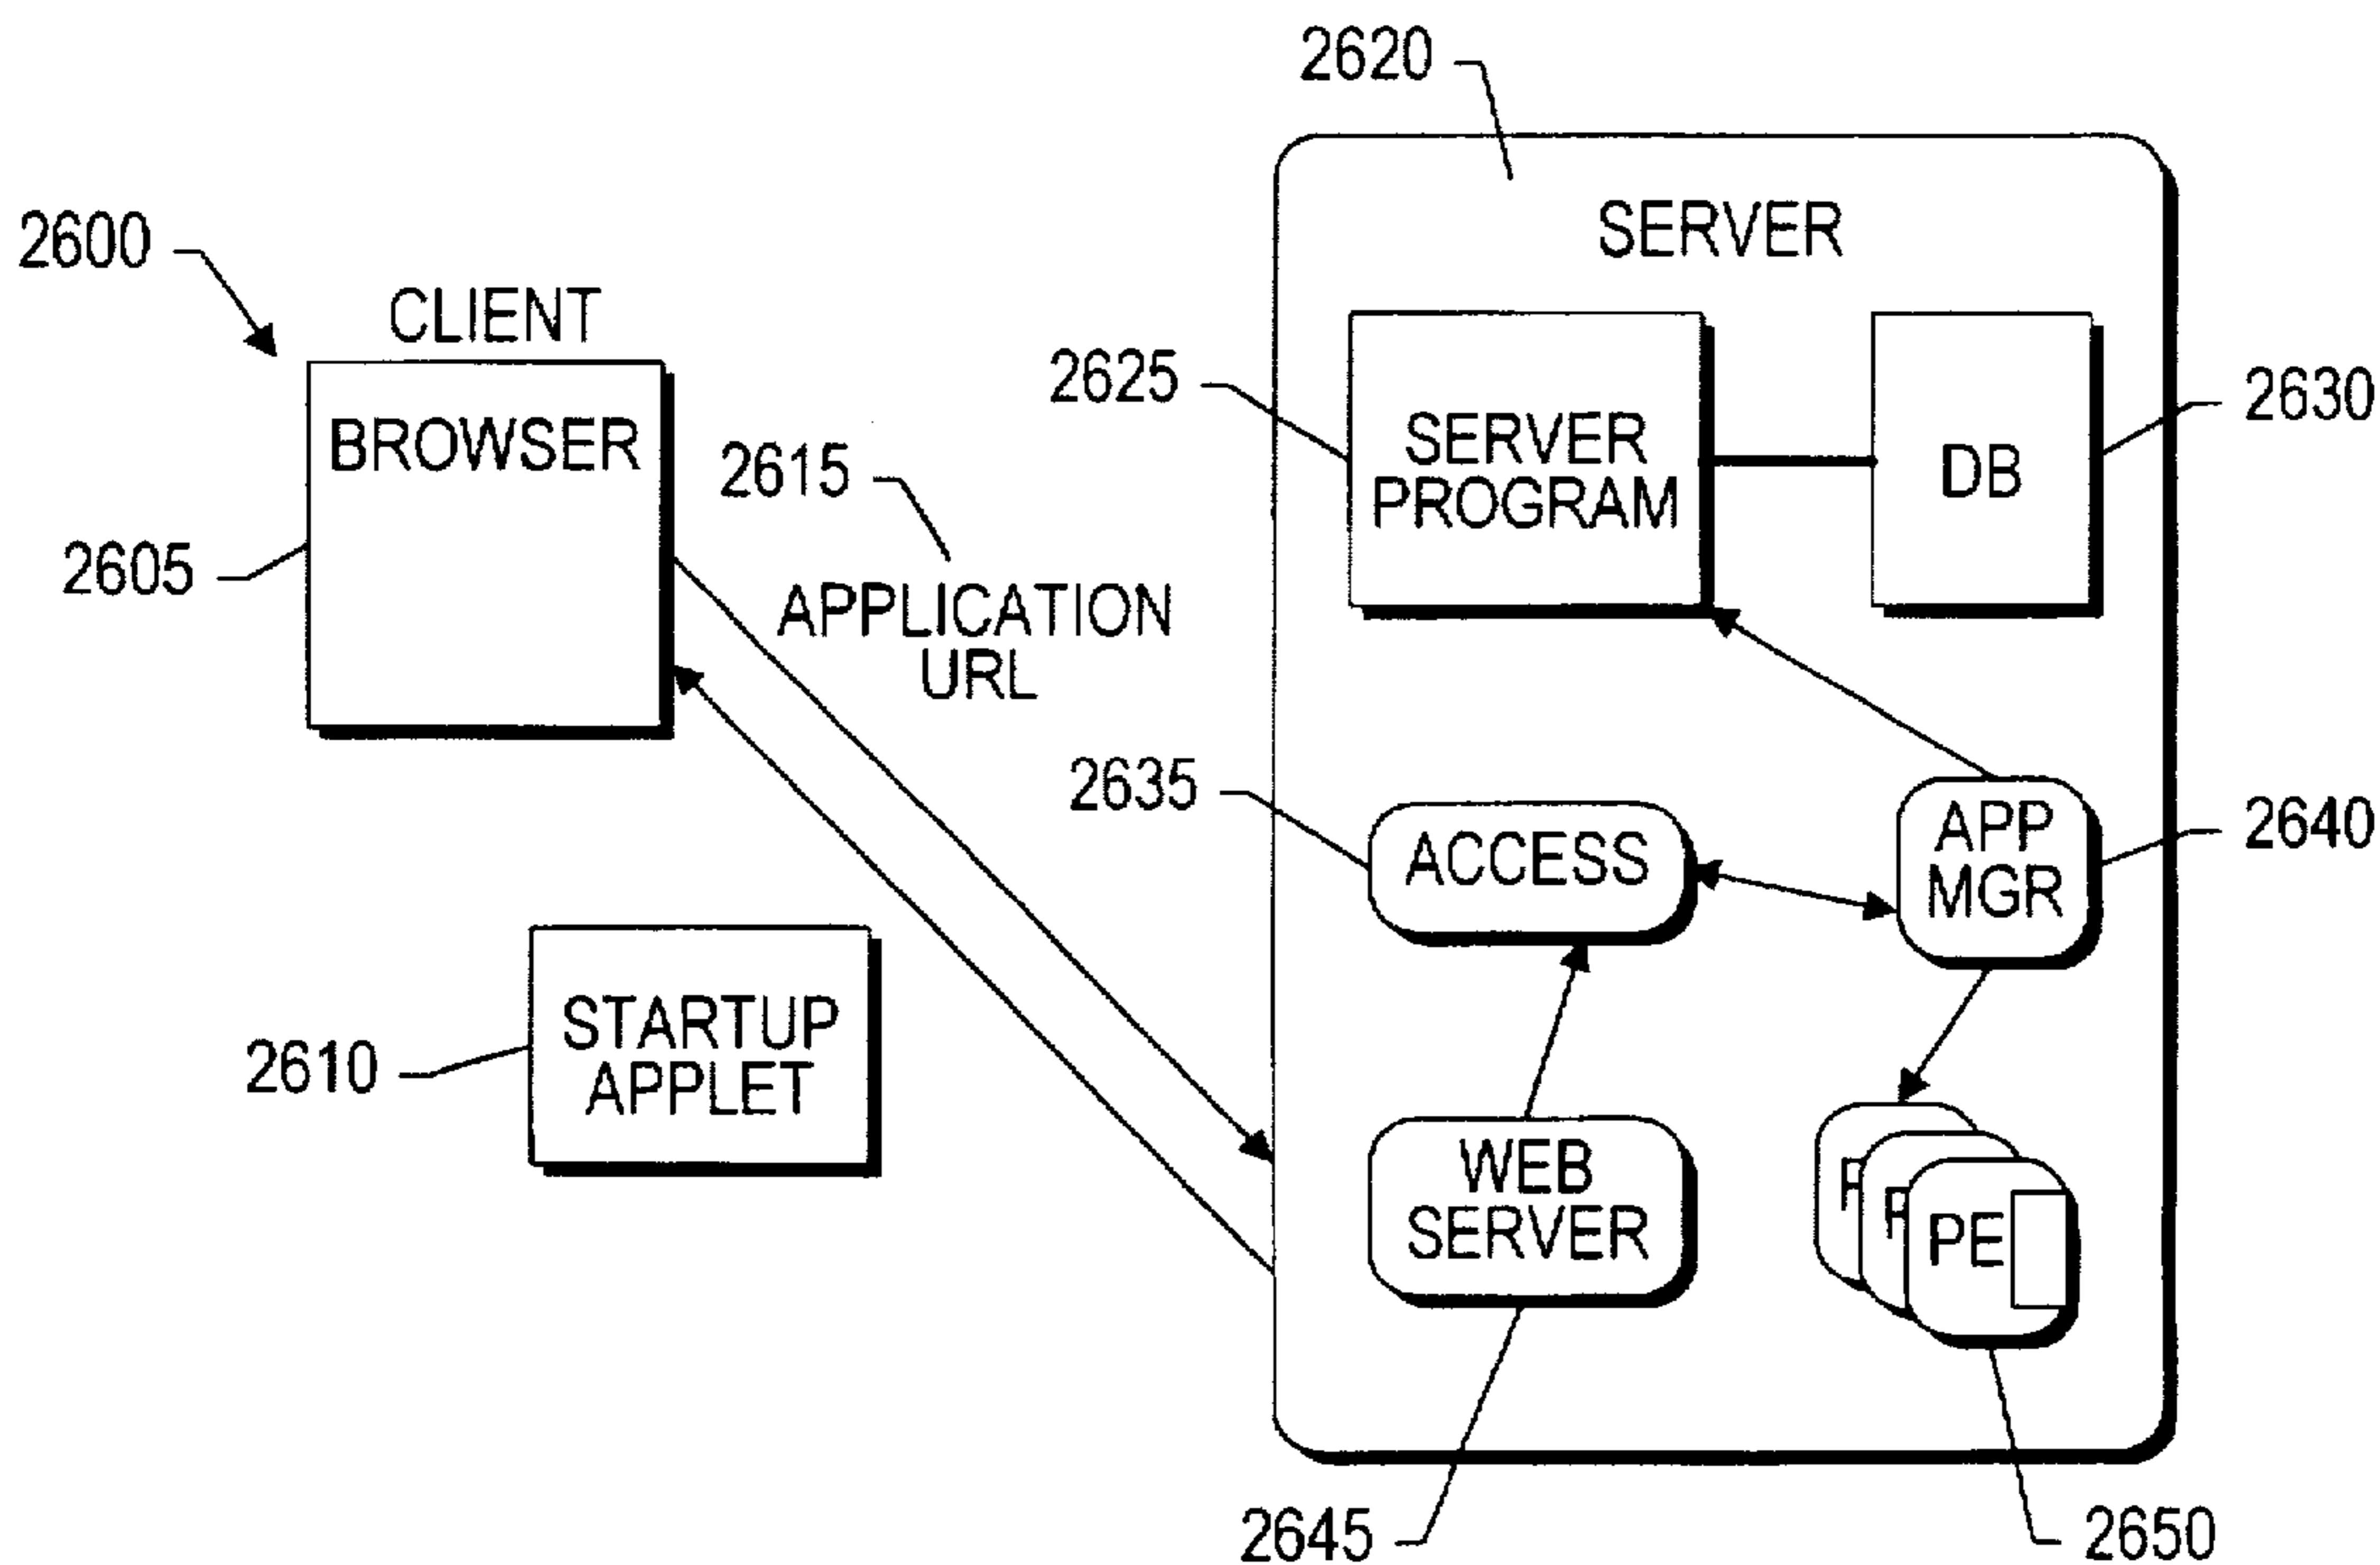 2620
SERVER
2600
CLIENT
BROWSER
2605
2615
APPLICATION
URL
2625
SERVER
PROGRAM
DB
2630
2635
ACCESS
APP
MGR
2640
STARTUP
APPLET
2610
WEB
SERVER
P
P
PE
2645
2650